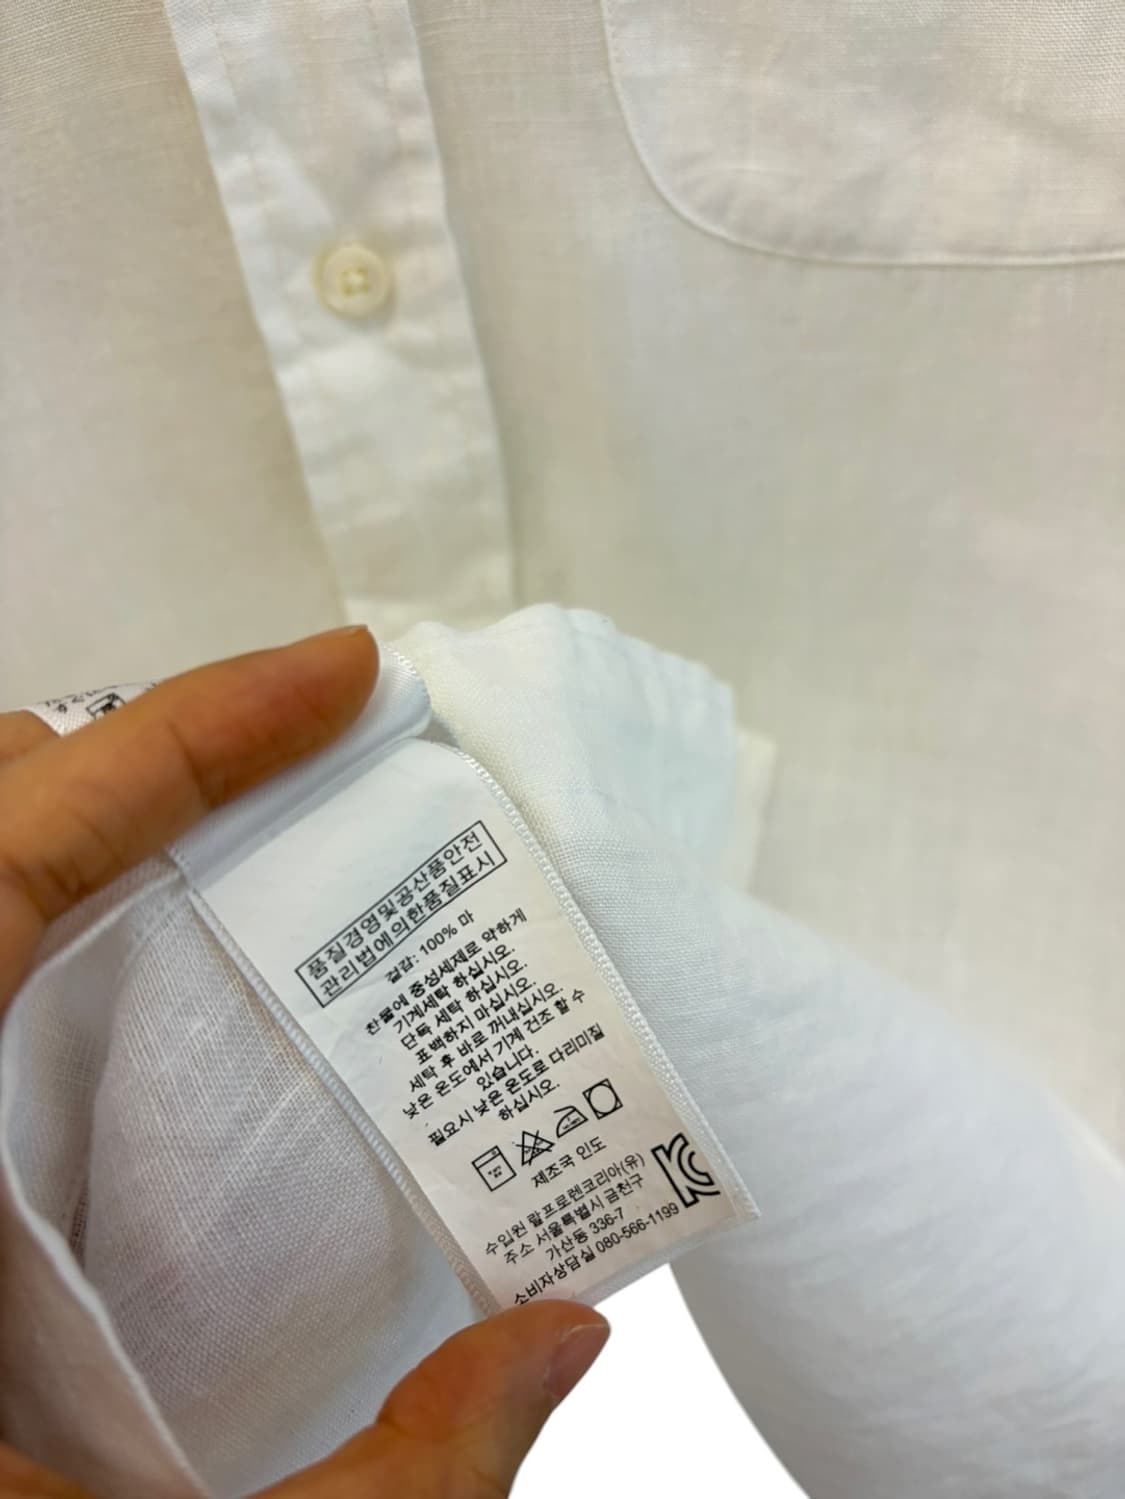 품질경영및공산품안전
관리법에의한품질표시
겉감: 100% 마
찬물에 중성세제로 약하게
기계세탁 하십시오.
단독 세탁 하십시오.
표백하지 마십시오.
세탁 후 바로 꺼내십시오.
낮은 온도에서 기계 건조 할 수
있습니다.
필요시 낮은 온도로 다리미질
하십시오.
제조국 인도
수입원 랄프로렌코리아(유)
주소 서울특별시 금천구
가산동 336-7
소비자상담실 080-566-1199